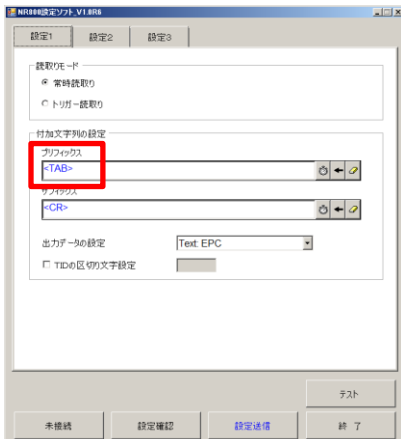 NR800設定ソフト_V1.0R6
設定1 設定2 設定3
読取りモード
常時読取り
トリガー読取り
付加文字列の設定
プリフィックス
<TAB>
サフィックス
<CR>
出力データの設定 Text: EPC
TIDの区切り文字設定
テスト
未接続 設定確認 設定送信 終 了